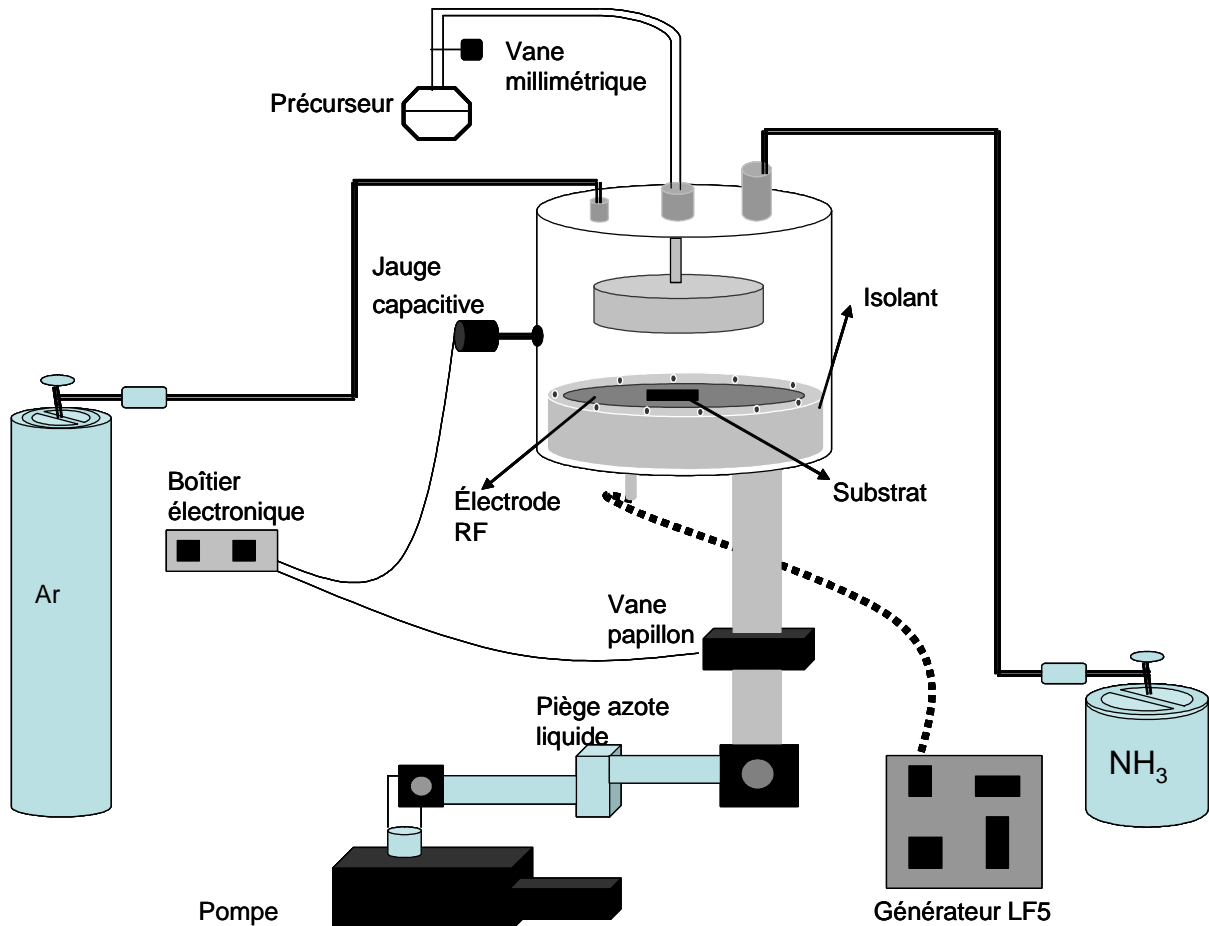 Vane
millimétrique
Précurseur
Jauge
capacitive
Isolant
Boîtier
électronique
Électrode
RF
Substrat
Ar
Vane
papillon
Piège azote
liquide
NH₃
Pompe
Générateur LF5